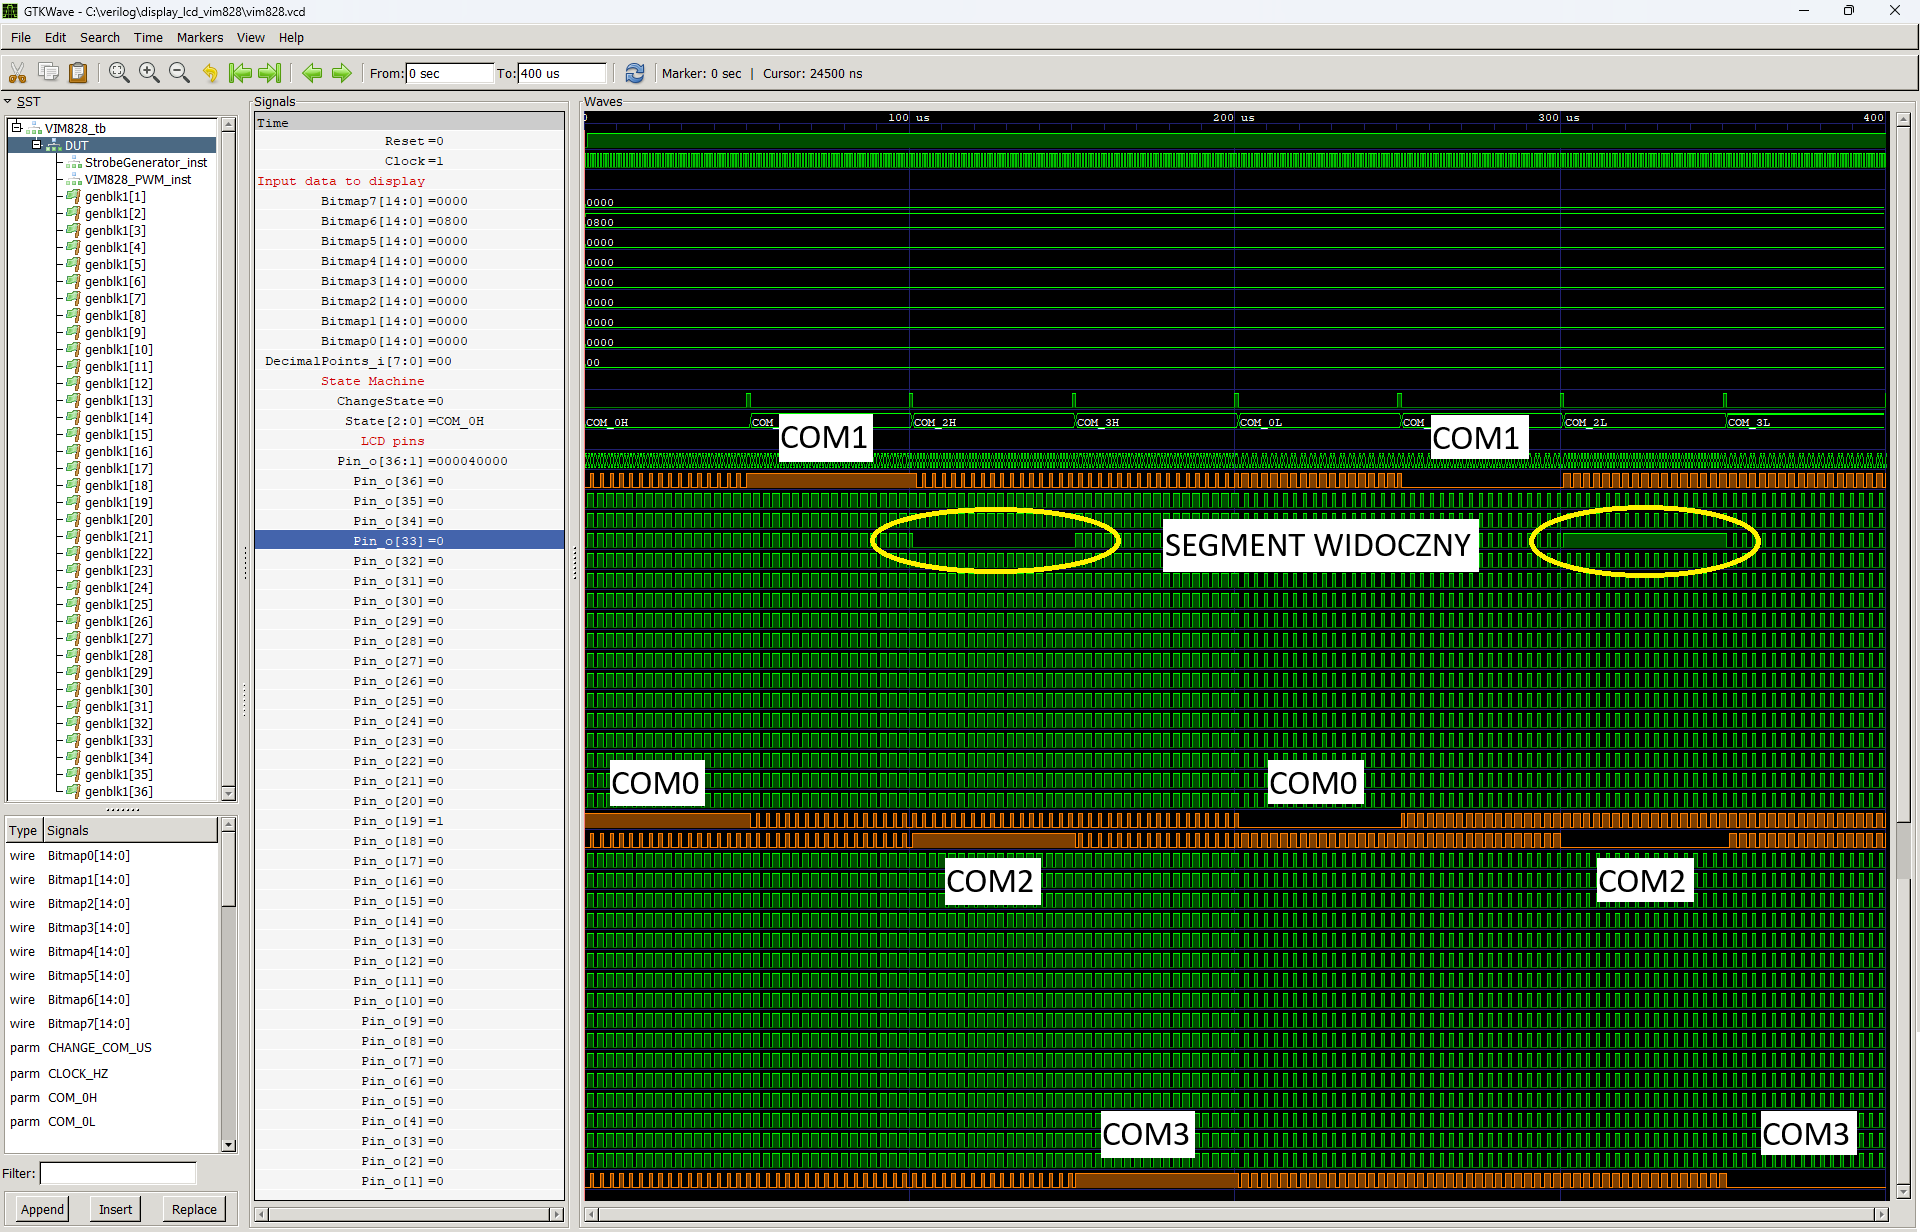 GTKWave - C:\verilog\display_lcd_vim828\vim828.vcd
File Edit Search Time Markers View Help
From: 0 sec To: 400 us Marker: 0 sec | Cursor: 24500 ns
SST
VIM828_tb
DUT
StrobeGenerator_inst
VIM828_PWM_inst
genblk1[1]
genblk1[2]
genblk1[3]
genblk1[4]
genblk1[5]
genblk1[6]
genblk1[7]
genblk1[8]
genblk1[9]
genblk1[10]
genblk1[11]
genblk1[12]
genblk1[13]
genblk1[14]
genblk1[15]
genblk1[16]
genblk1[17]
genblk1[18]
genblk1[19]
genblk1[20]
genblk1[21]
genblk1[22]
genblk1[23]
genblk1[24]
genblk1[25]
genblk1[26]
genblk1[27]
genblk1[28]
genblk1[29]
genblk1[30]
genblk1[31]
genblk1[32]
genblk1[33]
genblk1[34]
genblk1[35]
genblk1[36]
Type Signals
wire Bitmap0[14:0]
wire Bitmap1[14:0]
wire Bitmap2[14:0]
wire Bitmap3[14:0]
wire Bitmap4[14:0]
wire Bitmap5[14:0]
wire Bitmap6[14:0]
wire Bitmap7[14:0]
parm CHANGE_COM_US
parm CLOCK_HZ
parm COM_0H
parm COM_0L
Filter:
Append Insert Replace
Signals
Time
Reset =0
Clock =1
Input data to display
Bitmap7[14:0] =0000
Bitmap6[14:0] =0800
Bitmap5[14:0] =0000
Bitmap4[14:0] =0000
Bitmap3[14:0] =0000
Bitmap2[14:0] =0000
Bitmap1[14:0] =0000
Bitmap0[14:0] =0000
DecimalPoints_i[7:0] =00
State Machine
ChangeState =0
State[2:0] =COM_0H
LCD pins
Pin_o[36:1] =000040000
Pin_o[36] =0
Pin_o[35] =0
Pin_o[34] =0
Pin_o[33] =0
Pin_o[32] =0
Pin_o[31] =0
Pin_o[30] =0
Pin_o[29] =0
Pin_o[28] =0
Pin_o[27] =0
Pin_o[26] =0
Pin_o[25] =0
Pin_o[24] =0
Pin_o[23] =0
Pin_o[22] =0
Pin_o[21] =0
Pin_o[20] =0
Pin_o[19] =1
Pin_o[18] =0
Pin_o[17] =0
Pin_o[16] =0
Pin_o[15] =0
Pin_o[14] =0
Pin_o[13] =0
Pin_o[12] =0
Pin_o[11] =0
Pin_o[10] =0
Pin_o[9] =0
Pin_o[8] =0
Pin_o[7] =0
Pin_o[6] =0
Pin_o[5] =0
Pin_o[4] =0
Pin_o[3] =0
Pin_o[2] =0
Pin_o[1] =0
Waves
100 us 200 us 300 us 400
0000
0800
0000
0000
0000
0000
0000
0000
00
COM_0H COM_ COM_2H COM_3H COM_0L COM_ COM_2L COM_3L
COM1 COM1
SEGMENT WIDOCZNY
COM0 COM0
COM2 COM2
COM3 COM3